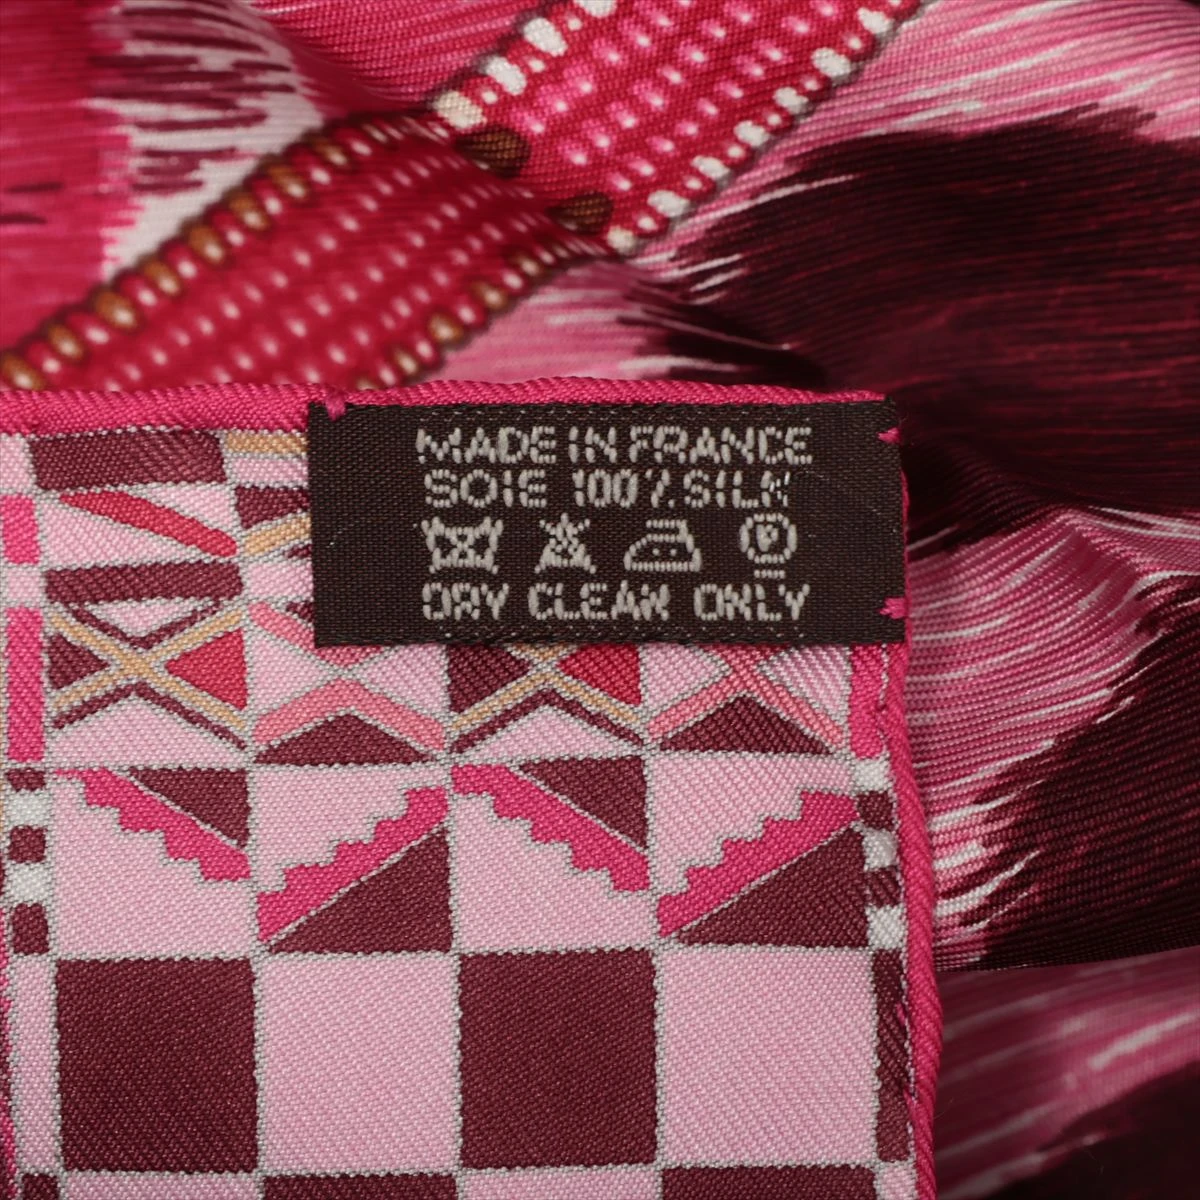 MADE IN FRANCE
SOIE 100% SILK
P
DRY CLEAN ONLY